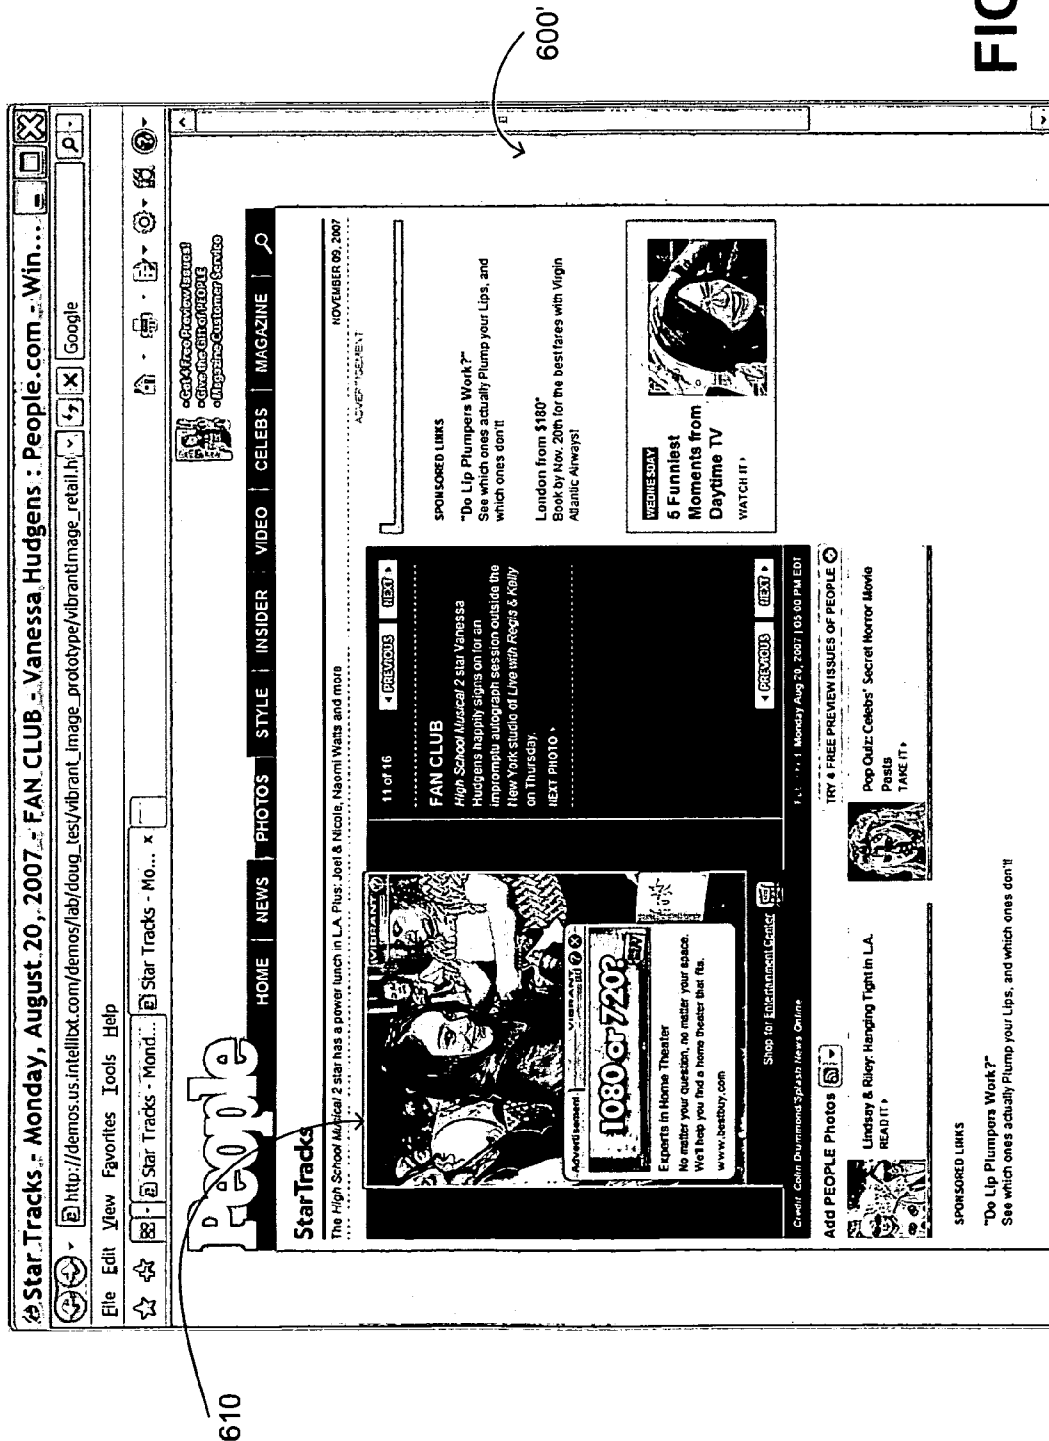 FIG
600'
610
Star Tracks - Monday, August 20, 2007 - FAN CLUB - Vanessa Hudgens : People.com - Win...
http://demos.us.intellitxt.com/demos/lab/doug_test/vibrant_image_prototype/vibrantimage_retail.h
Google
File Edit View Favorites Tools Help
Star Tracks - Mond...
Star Tracks - Mo... x
People
• Get 4 Free Preview Issues!
• Give the Gift of PEOPLE
• Magazine Customer Service
HOME | NEWS | PHOTOS | STYLE | INSIDER | VIDEO | CELEBS | MAGAZINE
StarTracks
NOVEMBER 09, 2007
The High School Musical 2 star has a power lunch in L.A. Plus: Joel & Nicole, Naomi Watts and more
ADVERTISEMENT
VIBRANT ?
Advertisement
VIBRANT
1080 or 720?
Experts in Home Theater
No matter your question, no matter your space.
We'll help you find a home theater that fits.
www.bestbuy.com
Shop for Entertainment Center
11 of 16
PREVIOUS NEXT
FAN CLUB
High School Musical 2 star Vanessa
Hudgens happily signs on for an
impromptu autograph session outside the
New York studio of Live with Regis & Kelly
on Thursday.
NEXT PHOTO
PREVIOUS NEXT
Credit: Colin Drummond/Splash News Online
Monday Aug 20, 2007 | 05:00 PM EDT
SPONSORED LINKS
"Do Lip Plumpers Work?"
See which ones actually Plump your Lips, and
which ones don't!
London from $180*
Book by Nov. 20th for the best fares with Virgin
Atlantic Airways!
WEDNESDAY
5 Funniest
Moments from
Daytime TV
WATCH IT
Add PEOPLE Photos
TRY 4 FREE PREVIEW ISSUES OF PEOPLE
Lindsay & Riley: Hanging Tight in L.A.
READ IT
Pop Quiz: Celebs' Secret Horror Movie
Pasts
TAKE IT
SPONSORED LINKS
"Do Lip Plumpers Work?"
See which ones actually Plump your Lips, and which ones don't!